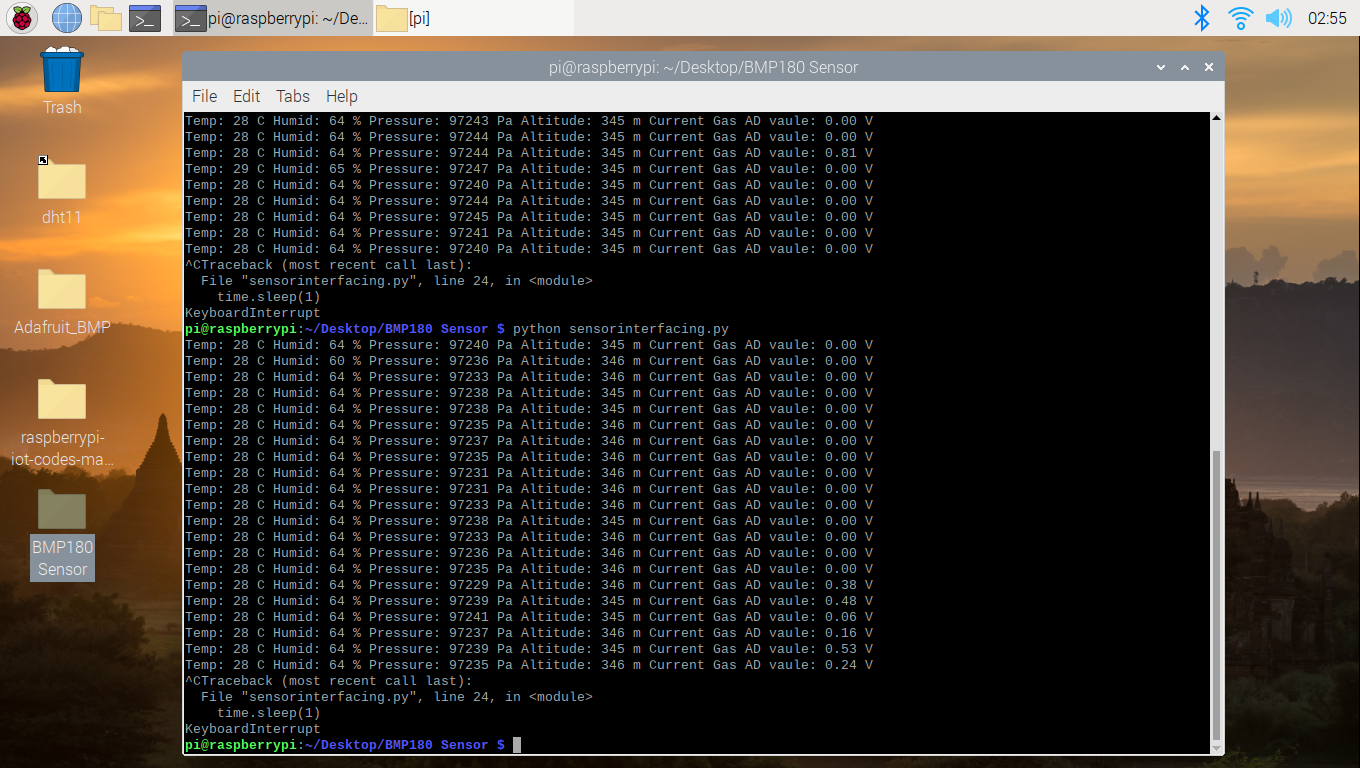 pi@raspberrypi: ~/De...
[pi]
02:55
Trash
dht11
Adafruit_BMP
raspberrypi-
iot-codes-ma...
BMP180
Sensor
pi@raspberrypi: ~/Desktop/BMP180 Sensor
File Edit Tabs Help
Temp: 28 C Humid: 64 % Pressure: 97243 Pa Altitude: 345 m Current Gas AD vaule: 0.00 V
Temp: 28 C Humid: 64 % Pressure: 97244 Pa Altitude: 345 m Current Gas AD vaule: 0.00 V
Temp: 28 C Humid: 64 % Pressure: 97244 Pa Altitude: 345 m Current Gas AD vaule: 0.81 V
Temp: 29 C Humid: 65 % Pressure: 97247 Pa Altitude: 345 m Current Gas AD vaule: 0.00 V
Temp: 28 C Humid: 64 % Pressure: 97240 Pa Altitude: 345 m Current Gas AD vaule: 0.00 V
Temp: 28 C Humid: 64 % Pressure: 97244 Pa Altitude: 345 m Current Gas AD vaule: 0.00 V
Temp: 28 C Humid: 64 % Pressure: 97245 Pa Altitude: 345 m Current Gas AD vaule: 0.00 V
Temp: 28 C Humid: 64 % Pressure: 97241 Pa Altitude: 345 m Current Gas AD vaule: 0.00 V
Temp: 28 C Humid: 64 % Pressure: 97240 Pa Altitude: 345 m Current Gas AD vaule: 0.00 V
^CTraceback (most recent call last):
File "sensorinterfacing.py", line 24, in <module>
time.sleep(1)
KeyboardInterrupt
pi@raspberrypi:~/Desktop/BMP180 Sensor $ python sensorinterfacing.py
Temp: 28 C Humid: 64 % Pressure: 97240 Pa Altitude: 345 m Current Gas AD vaule: 0.00 V
Temp: 28 C Humid: 60 % Pressure: 97236 Pa Altitude: 346 m Current Gas AD vaule: 0.00 V
Temp: 28 C Humid: 64 % Pressure: 97233 Pa Altitude: 346 m Current Gas AD vaule: 0.00 V
Temp: 28 C Humid: 64 % Pressure: 97238 Pa Altitude: 345 m Current Gas AD vaule: 0.00 V
Temp: 28 C Humid: 64 % Pressure: 97238 Pa Altitude: 345 m Current Gas AD vaule: 0.00 V
Temp: 28 C Humid: 64 % Pressure: 97235 Pa Altitude: 346 m Current Gas AD vaule: 0.00 V
Temp: 28 C Humid: 64 % Pressure: 97237 Pa Altitude: 346 m Current Gas AD vaule: 0.00 V
Temp: 28 C Humid: 64 % Pressure: 97235 Pa Altitude: 346 m Current Gas AD vaule: 0.00 V
Temp: 28 C Humid: 64 % Pressure: 97231 Pa Altitude: 346 m Current Gas AD vaule: 0.00 V
Temp: 28 C Humid: 64 % Pressure: 97231 Pa Altitude: 346 m Current Gas AD vaule: 0.00 V
Temp: 28 C Humid: 64 % Pressure: 97233 Pa Altitude: 346 m Current Gas AD vaule: 0.00 V
Temp: 28 C Humid: 64 % Pressure: 97238 Pa Altitude: 345 m Current Gas AD vaule: 0.00 V
Temp: 28 C Humid: 64 % Pressure: 97233 Pa Altitude: 346 m Current Gas AD vaule: 0.00 V
Temp: 28 C Humid: 64 % Pressure: 97236 Pa Altitude: 346 m Current Gas AD vaule: 0.00 V
Temp: 28 C Humid: 64 % Pressure: 97235 Pa Altitude: 346 m Current Gas AD vaule: 0.00 V
Temp: 28 C Humid: 64 % Pressure: 97229 Pa Altitude: 346 m Current Gas AD vaule: 0.38 V
Temp: 28 C Humid: 64 % Pressure: 97239 Pa Altitude: 345 m Current Gas AD vaule: 0.48 V
Temp: 28 C Humid: 64 % Pressure: 97241 Pa Altitude: 345 m Current Gas AD vaule: 0.06 V
Temp: 28 C Humid: 64 % Pressure: 97237 Pa Altitude: 346 m Current Gas AD vaule: 0.16 V
Temp: 28 C Humid: 64 % Pressure: 97239 Pa Altitude: 345 m Current Gas AD vaule: 0.53 V
Temp: 28 C Humid: 64 % Pressure: 97235 Pa Altitude: 346 m Current Gas AD vaule: 0.24 V
^CTraceback (most recent call last):
File "sensorinterfacing.py", line 24, in <module>
time.sleep(1)
KeyboardInterrupt
pi@raspberrypi:~/Desktop/BMP180 Sensor $